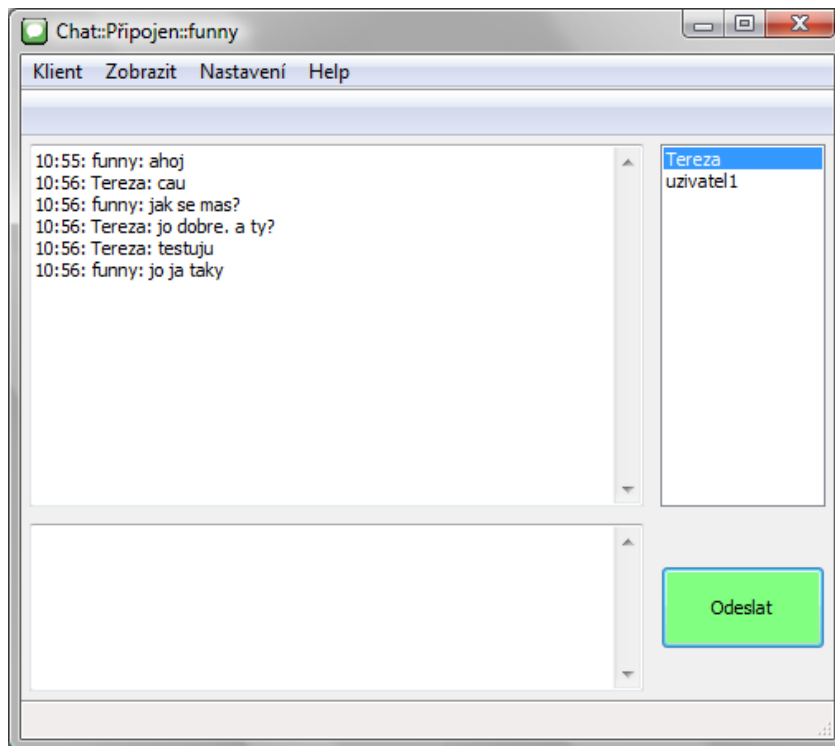 Chat::Připojen::funny
Klient Zobrazit Nastavení Help
10:55: funny: ahoj
10:56: Tereza: cau
10:56: funny: jak se mas?
10:56: Tereza: jo dobre. a ty?
10:56: Tereza: testuju
10:56: funny: jo ja taky
Tereza
uzivatel1
Odeslat